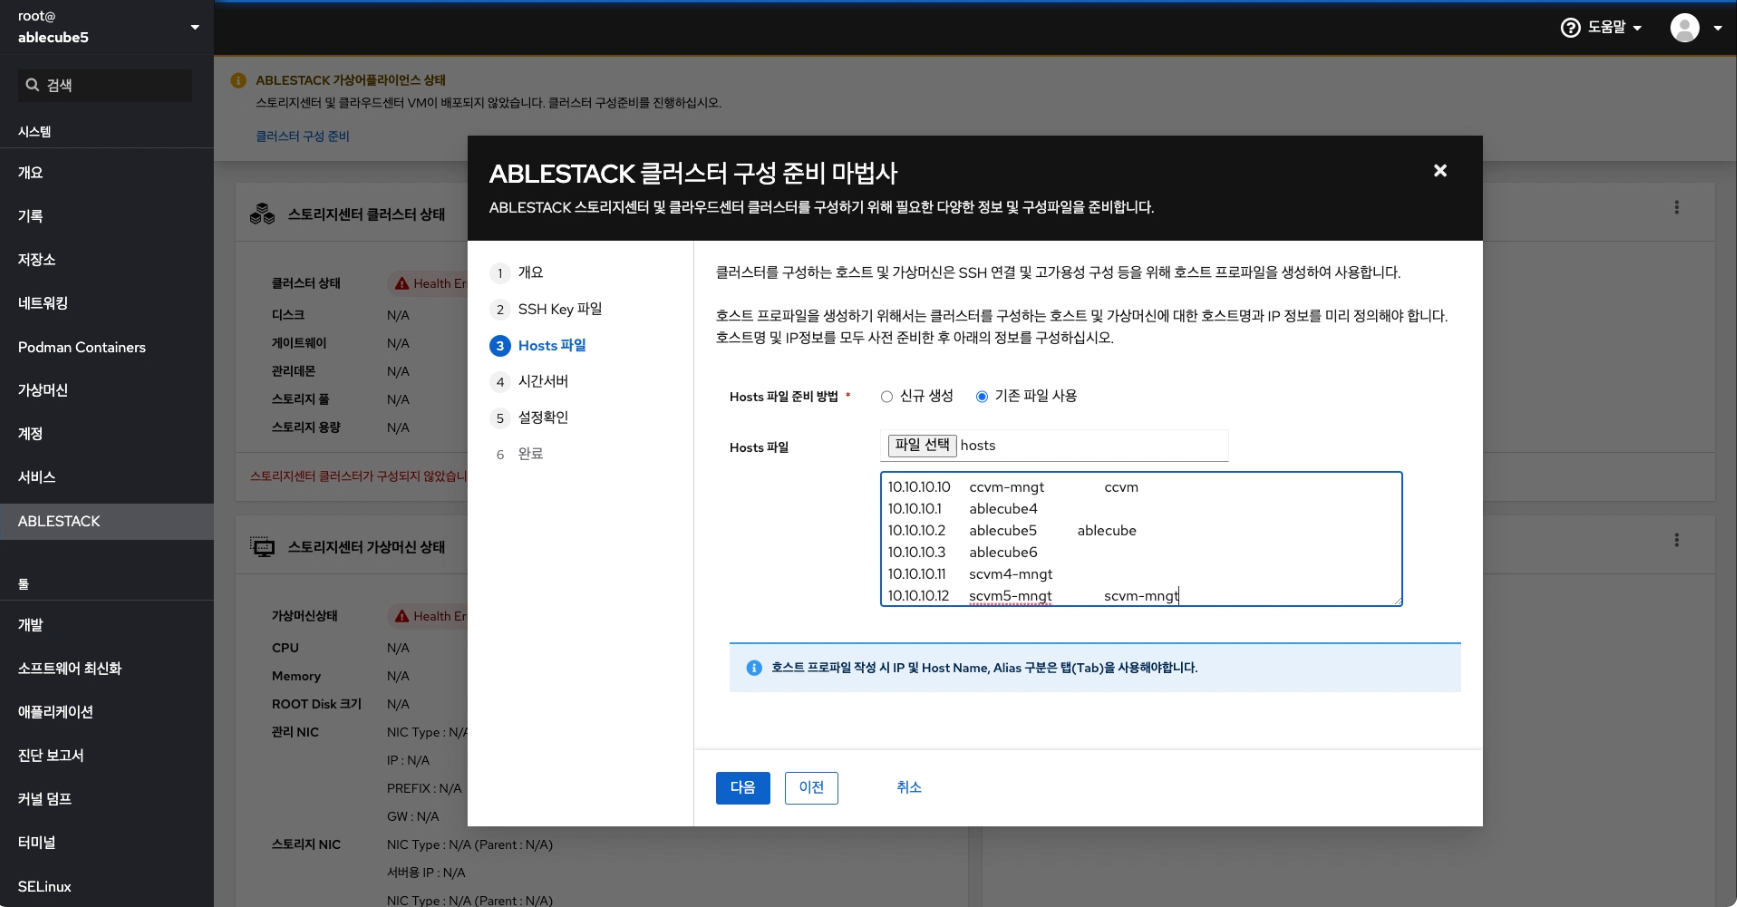 root@
ablecube5
도움말
검색
시스템
개요
기록
저장소
네트워킹
Podman Containers
가상머신
계정
서비스
ABLESTACK
툴
개발
소프트웨어 최신화
애플리케이션
진단 보고서
커널 덤프
터미널
SELinux
ABLESTACK 가상어플라이언스 상태
스토리지센터 및 클라우드센터 VM이 배포되지 않았습니다. 클러스터 구성준비를 진행하십시오.
클러스터 구성 준비
스토리지센터 클러스터 상태
클러스터 상태 Health Er
디스크 N/A
게이트웨이 N/A
관리데몬 N/A
스토리지 풀 N/A
스토리지 용량 N/A
스토리지센터 클러스터가 구성되지 않았습니
스토리지센터 가상머신 상태
가상머신상태 Health Er
CPU N/A
Memory N/A
ROOT Disk 크기 N/A
관리 NIC NIC Type : N/A
IP : N/A
PREFIX : N/A
GW : N/A
스토리지 NIC NIC Type : N/A (Parent : N/A)
서버용 IP : N/A
NIC Type : N/A (Parent : N/A)
ABLESTACK 클러스터 구성 준비 마법사
ABLESTACK 스토리지센터 및 클라우드센터 클러스터를 구성하기 위해 필요한 다양한 정보 및 구성파일을 준비합니다.
1 개요
2 SSH Key 파일
3 Hosts 파일
4 시간서버
5 설정확인
6 완료
클러스터를 구성하는 호스트 및 가상머신은 SSH 연결 및 고가용성 구성 등을 위해 호스트 프로파일을 생성하여 사용합니다.
호스트 프로파일을 생성하기 위해서는 클러스터를 구성하는 호스트 및 가상머신에 대한 호스트명과 IP 정보를 미리 정의해야 합니다.
호스트명 및 IP정보를 모두 사전 준비한 후 아래의 정보를 구성하십시오.
Hosts 파일 준비 방법 * 신규 생성 기존 파일 사용
Hosts 파일 파일 선택 hosts
10.10.10.10 ccvm-mngt ccvm
10.10.10.1 ablecube4
10.10.10.2 ablecube5 ablecube
10.10.10.3 ablecube6
10.10.10.11 scvm4-mngt
10.10.10.12 scvm5-mngt scvm-mngt
호스트 프로파일 작성 시 IP 및 Host Name, Alias 구분은 탭(Tab)을 사용해야합니다.
다음 이전 취소